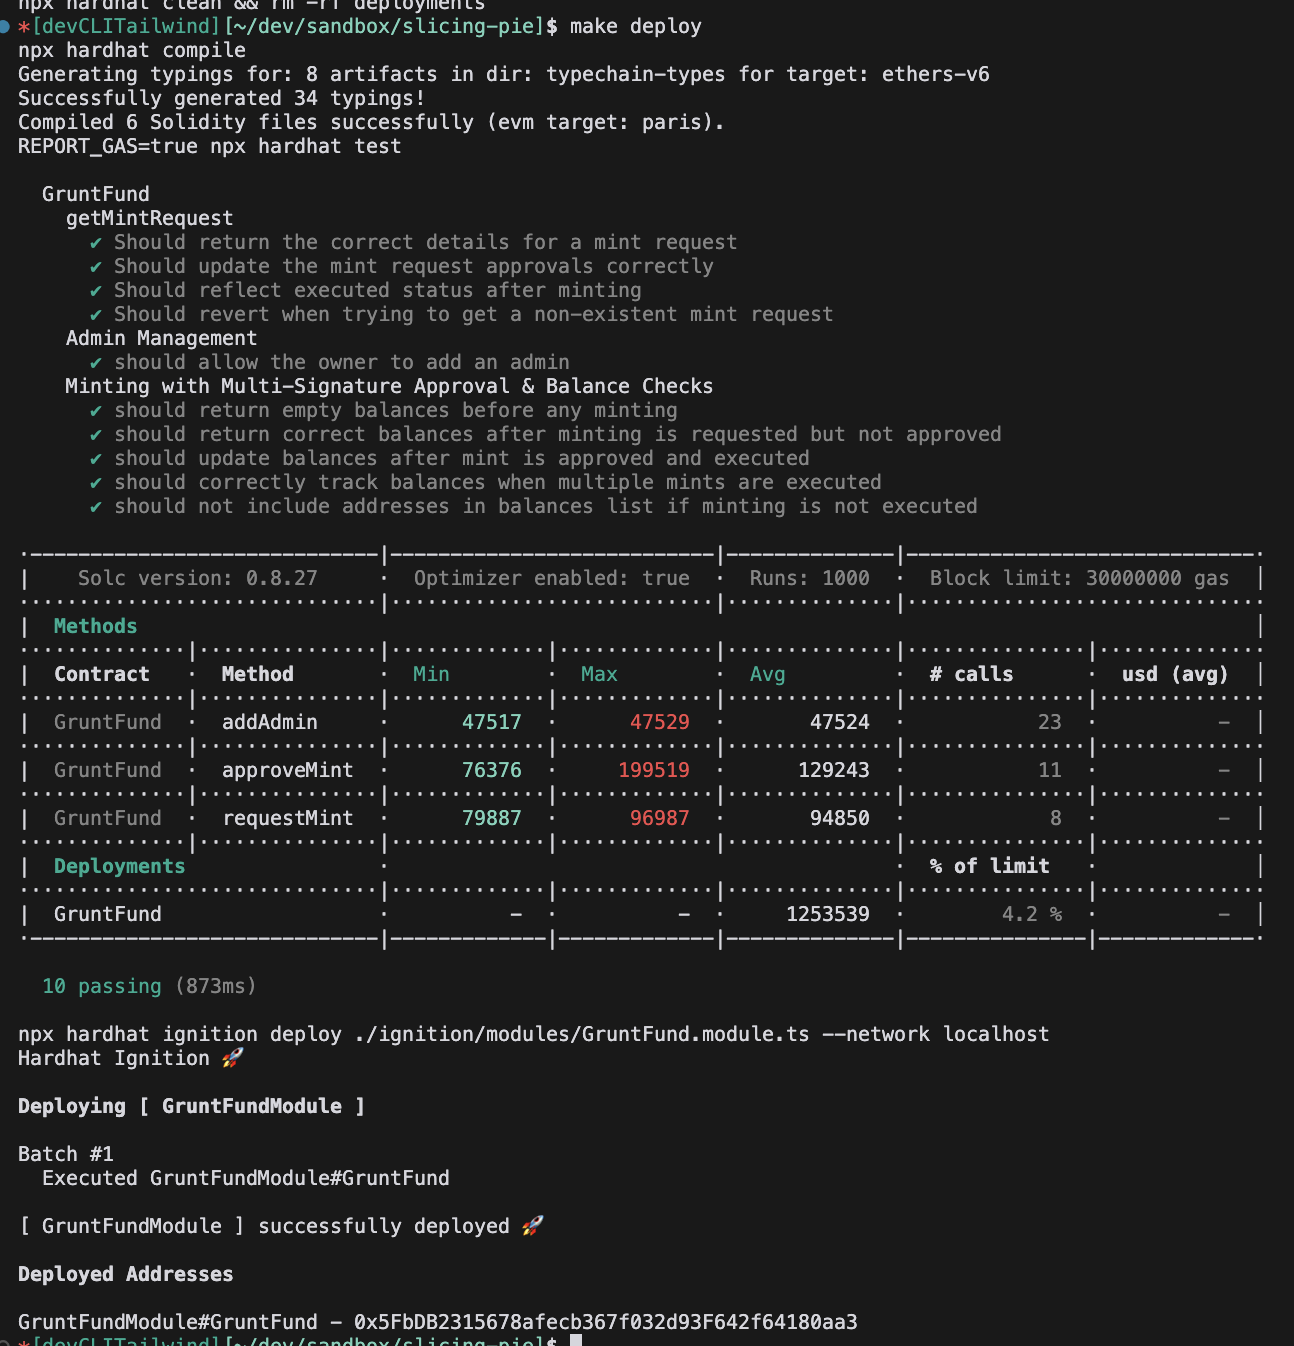 npx hardhat clean && rm -rf deployments
*[devCLITailwind][~/dev/sandbox/slicing-pie]$ make deploy
npx hardhat compile
Generating typings for: 8 artifacts in dir: typechain-types for target: ethers-v6
Successfully generated 34 typings!
Compiled 6 Solidity files successfully (evm target: paris).
REPORT_GAS=true npx hardhat test
GruntFund
getMintRequest
✔ Should return the correct details for a mint request
✔ Should update the mint request approvals correctly
✔ Should reflect executed status after minting
✔ Should revert when trying to get a non-existent mint request
Admin Management
✔ should allow the owner to add an admin
Minting with Multi-Signature Approval & Balance Checks
✔ should return empty balances before any minting
✔ should return correct balances after minting is requested but not approved
✔ should update balances after mint is approved and executed
✔ should correctly track balances when multiple mints are executed
✔ should not include addresses in balances list if minting is not executed
| Solc version: 0.8.27 · Optimizer enabled: true · Runs: 1000 · Block limit: 30000000 gas |
| Methods |
| Contract · Method · Min · Max · Avg · # calls · usd (avg) |
| GruntFund · addAdmin · 47517 · 47529 · 47524 · 23 · - |
| GruntFund · approveMint · 76376 · 199519 · 129243 · 11 · - |
| GruntFund · requestMint · 79887 · 96987 · 94850 · 8 · - |
| Deployments · · % of limit · |
| GruntFund · - · - · 1253539 · 4.2 % · - |
10 passing (873ms)
npx hardhat ignition deploy ./ignition/modules/GruntFund.module.ts --network localhost
Hardhat Ignition 🚀
Deploying [ GruntFundModule ]
Batch #1
Executed GruntFundModule#GruntFund
[ GruntFundModule ] successfully deployed 🚀
Deployed Addresses
GruntFundModule#GruntFund - 0x5FbDB2315678afecb367f032d93F642f64180aa3
*[devCLITailwind][~/dev/sandbox/slicing-pie]$